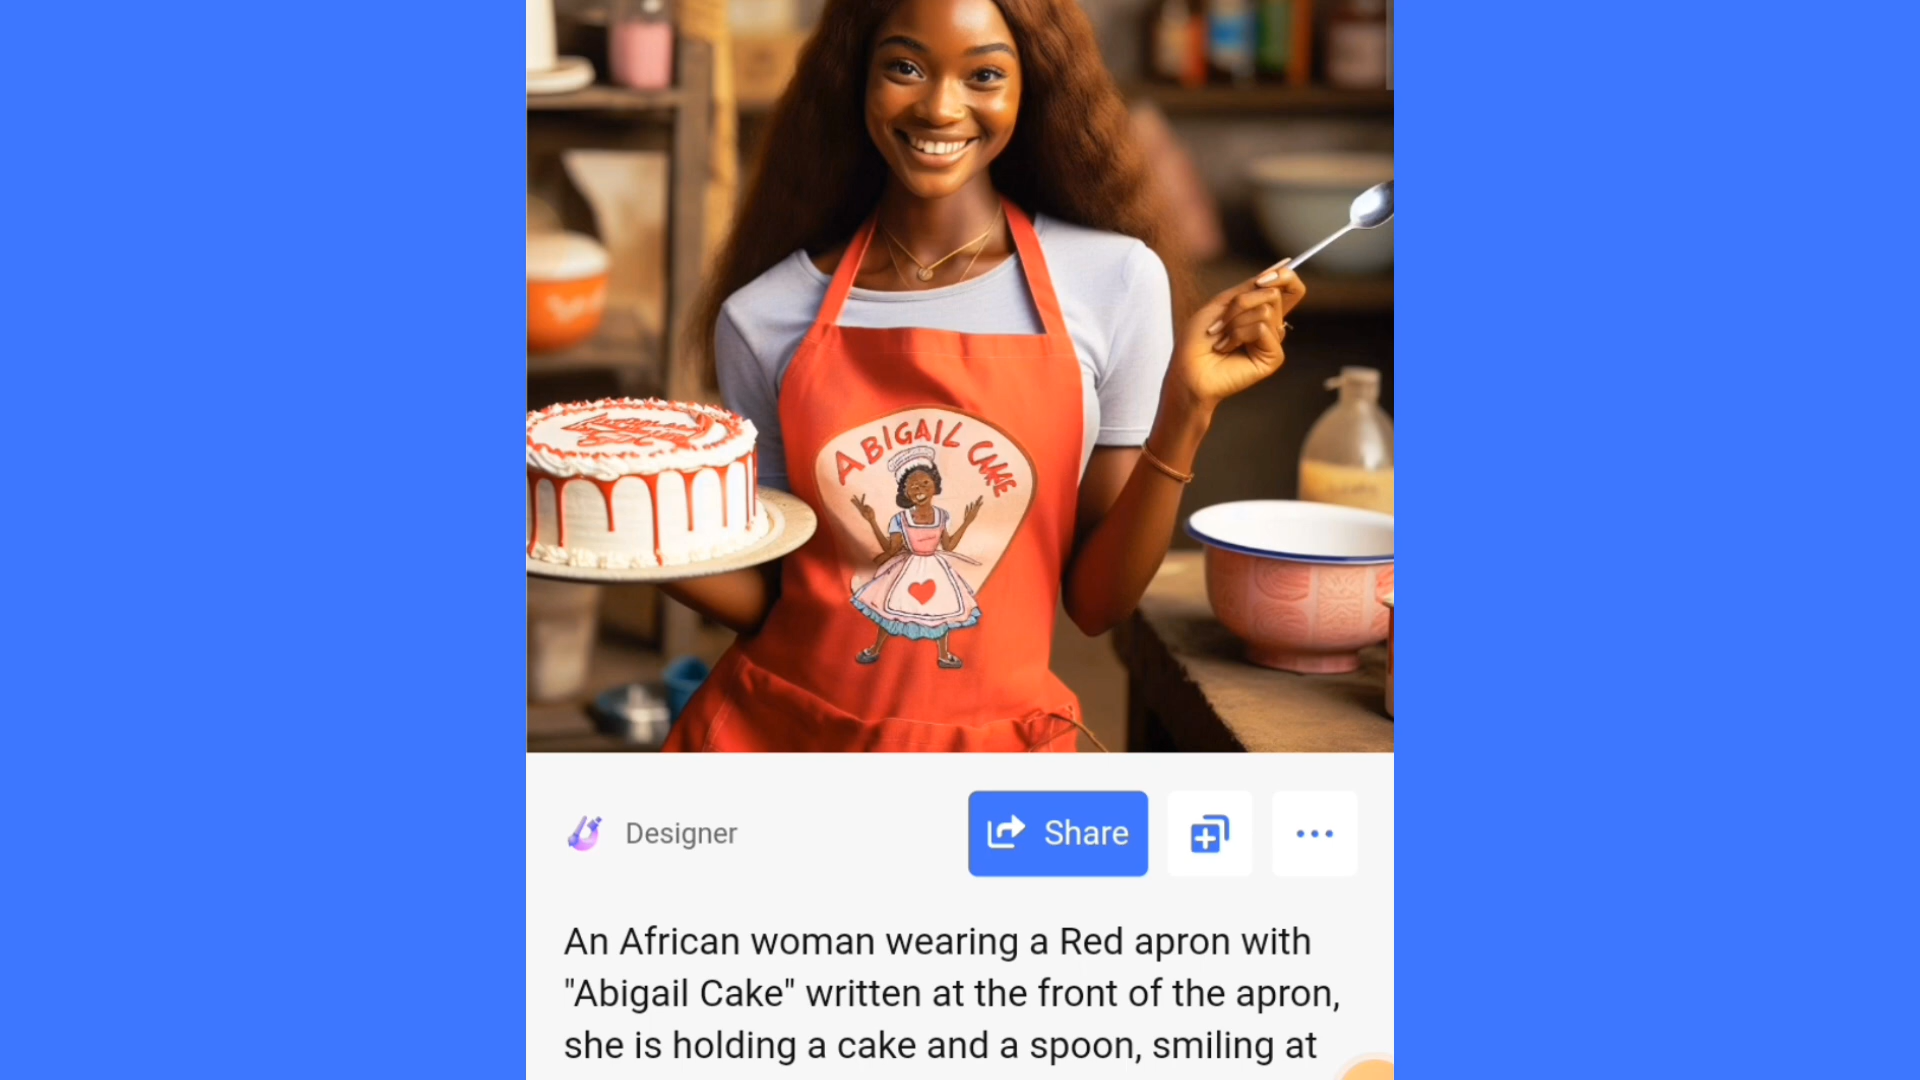 ABIGAIL CAKE
Designer
Share
An African woman wearing a Red apron with
"Abigail Cake" written at the front of the apron,
she is holding a cake and a spoon, smiling at